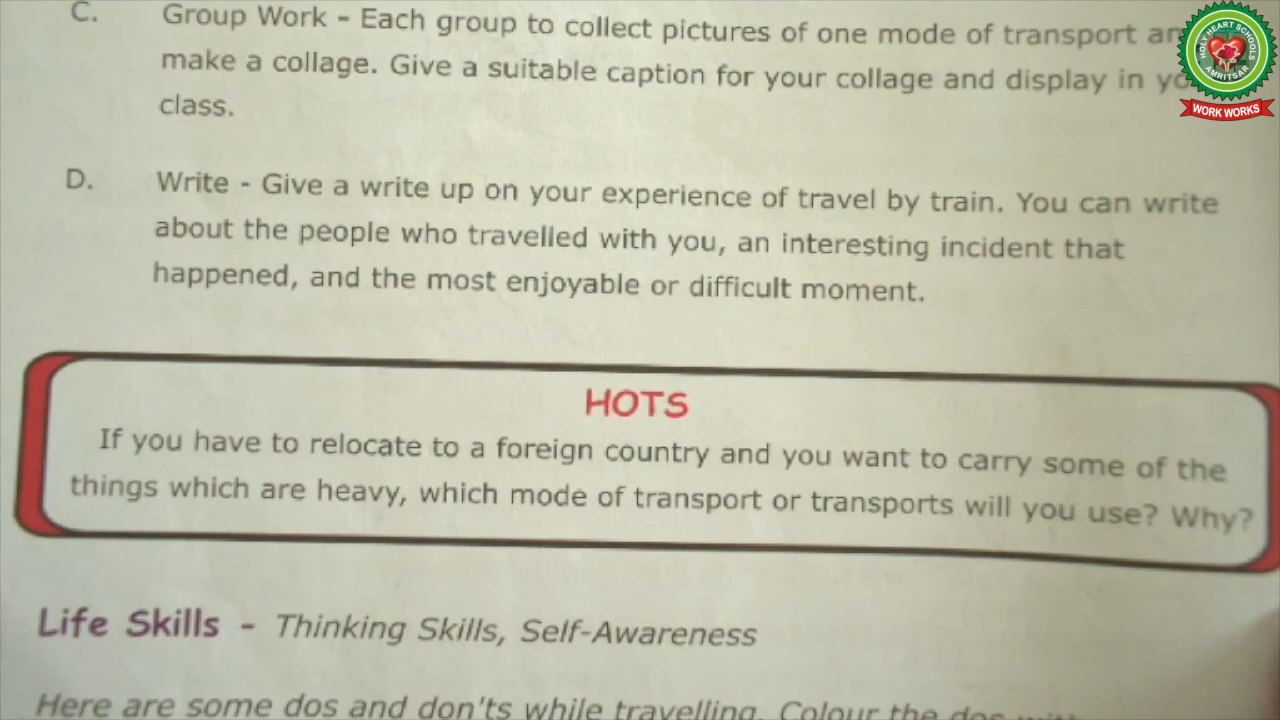 C. Group Work - Each group to collect pictures of one mode of transport
make a collage. Give a suitable caption for your collage and display in
class.
D. Write - Give a write up on your experience of travel by train. You can write
about the people who travelled with you, an interesting incident that
happened, and the most enjoyable or difficult moment.
HOTS
If you have to relocate to a foreign country and you want to carry some of the
things which are heavy, which mode of transport or transports will you use? Why?
Life Skills - Thinking Skills, Self-Awareness
Here are some dos and don'ts while travelling. Colour the dos
HOLY HEART SCHOOLS
AMRITSAR
WORK WORKS